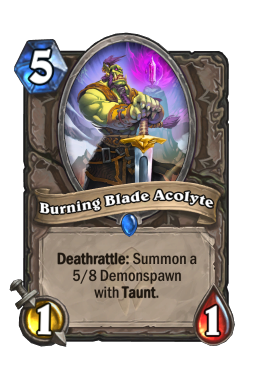 5
Burning Blade Acolyte
Deathrattle: Summon a
5/8 Demonspawn
with Taunt.
1
1